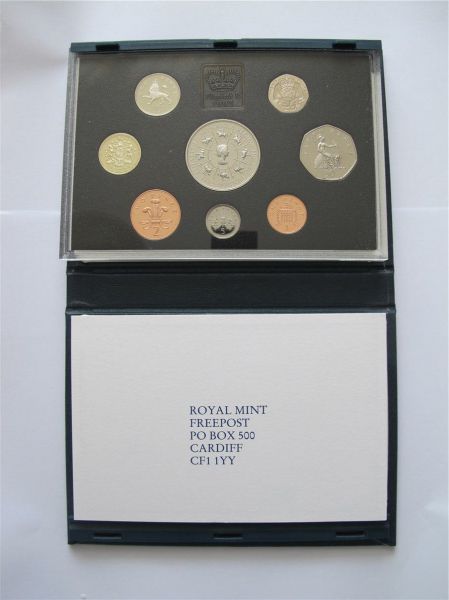 ROYAL MINT
FREEPOST
PO BOX 500
CARDIFF
CF1 1YY